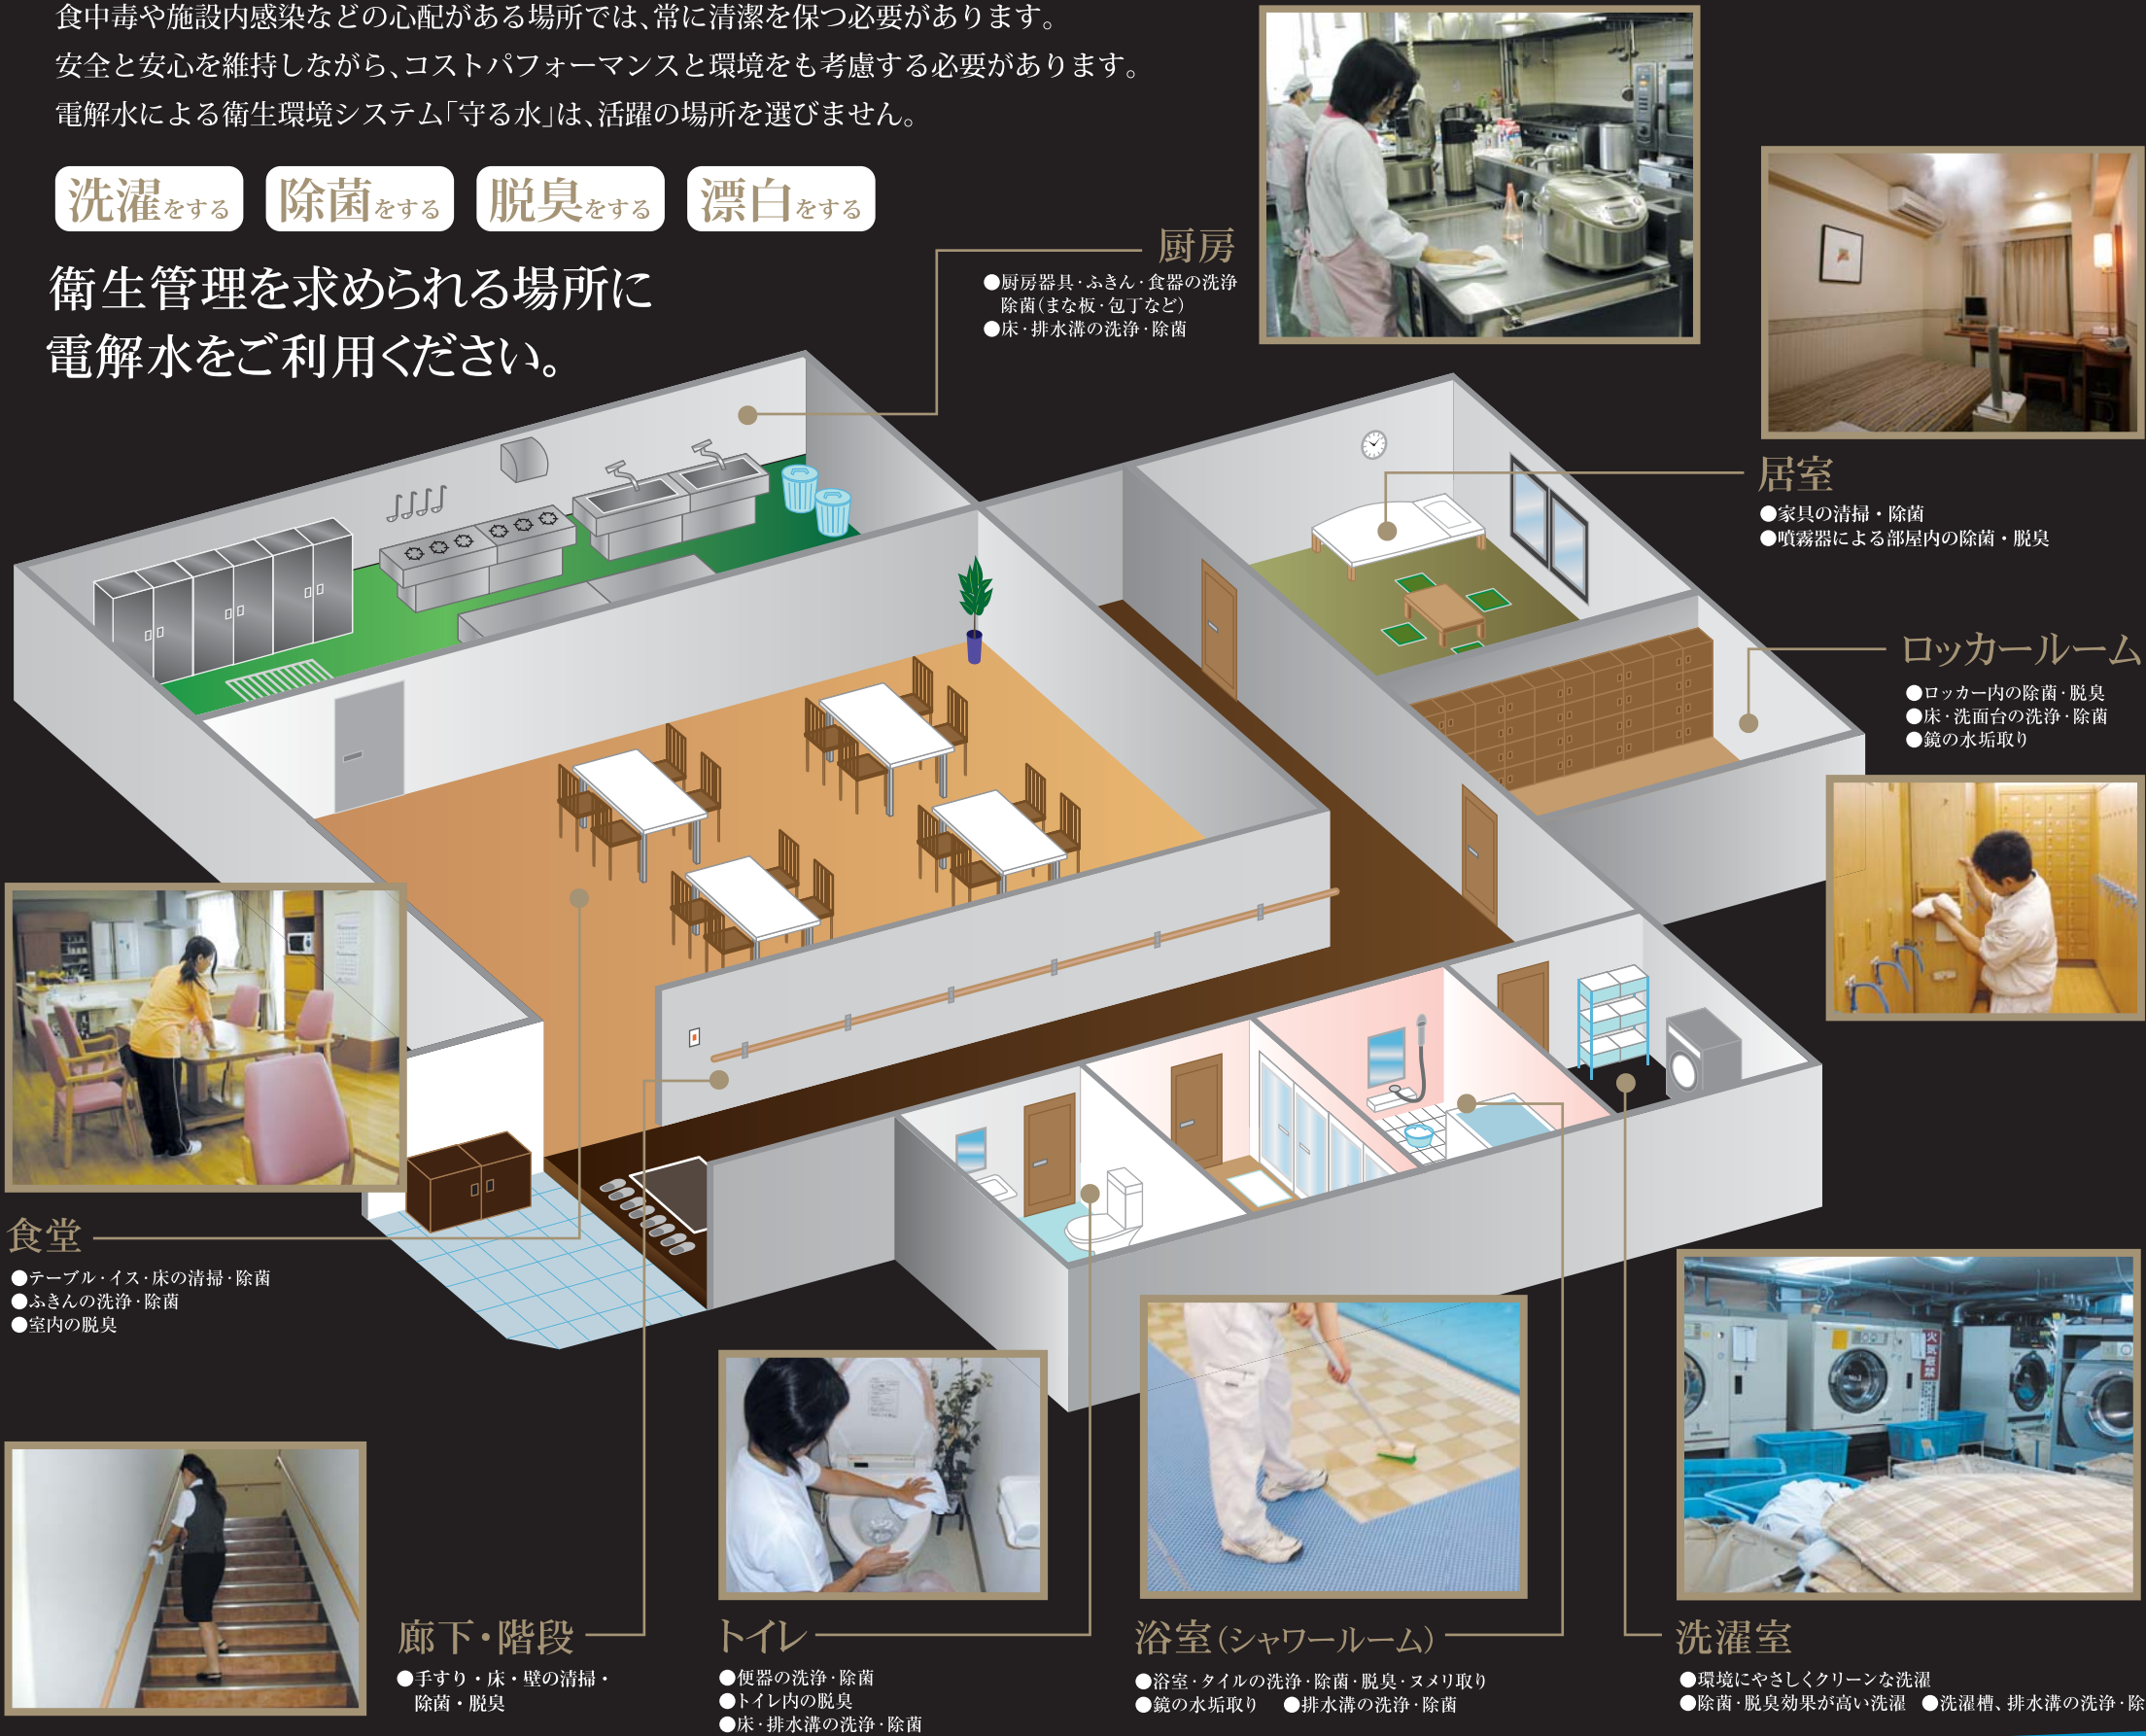 食中毒や施設内感染などの心配がある場所では、常に清潔を保つ必要があります。
安全と安心を維持しながら、コストパフォーマンスと環境をも考慮する必要があります。
電解水による衛生環境システム「守る水」は、活躍の場所を選びません。
洗濯をする 除菌をする 脱臭をする 漂白をする
衛生管理を求められる場所に
電解水をご利用ください。
厨房
●厨房器具・ふきん・食器の洗浄
除菌(まな板・包丁など)
●床・排水溝の洗浄・除菌
居室
●家具の清掃・除菌
●噴霧器による部屋内の除菌・脱臭
ロッカールーム
●ロッカー内の除菌・脱臭
●床・洗面台の洗浄・除菌
●鏡の水垢取り
食堂
●テーブル・イス・床の清掃・除菌
●ふきんの洗浄・除菌
●室内の脱臭
廊下・階段
●手すり・床・壁の清掃・
除菌・脱臭
トイレ
●便器の洗浄・除菌
●トイレ内の脱臭
●床・排水溝の洗浄・除菌
浴室(シャワールーム)
●浴室・タイルの洗浄・除菌・脱臭・ヌメリ取り
●鏡の水垢取り ●排水溝の洗浄・除菌
火気厳禁
洗濯室
●環境にやさしくクリーンな洗濯
●除菌・脱臭効果が高い洗濯 ●洗濯槽、排水溝の洗浄・除